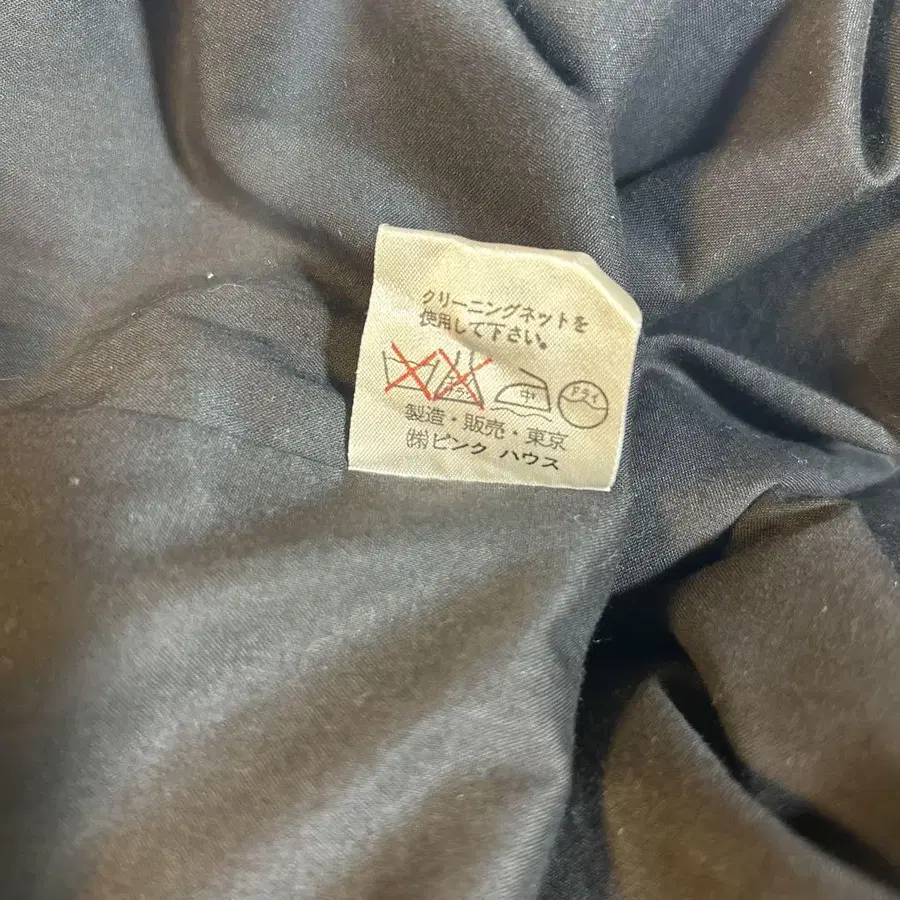 クリーニングネットを
使用して下さい。
中 ドライ
製造・販売・東京
㈱ピンク ハウス